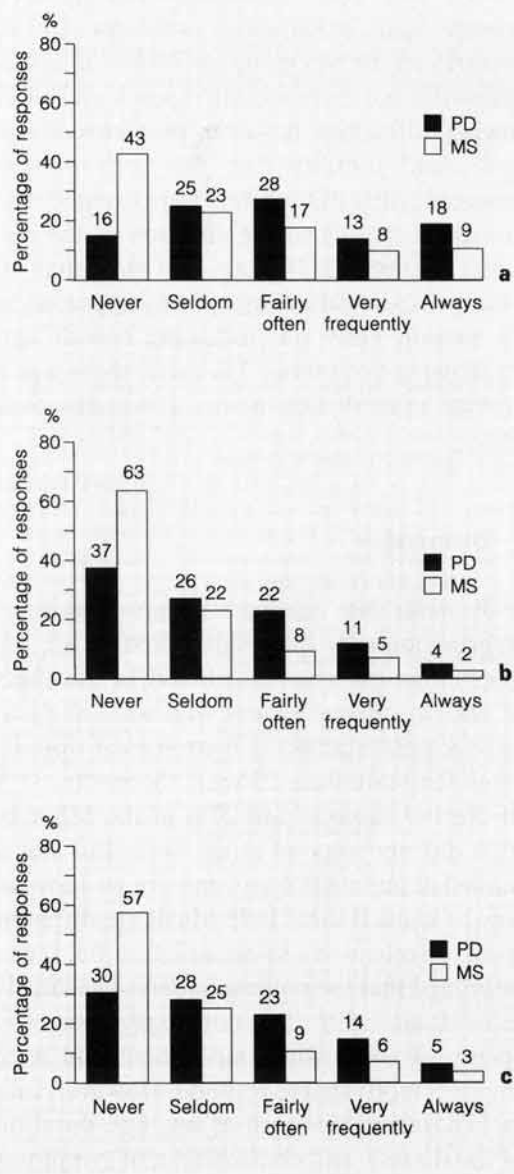 %
80
60
40
20
0
Percentage of responses
PD
MS
16 43 25 23 28 17 13 8 18 9
Never Seldom Fairly often Very frequently Always
a
%
80
60
40
20
0
Percentage of responses
PD
MS
37 63 26 22 22 8 11 5 4 2
Never Seldom Fairly often Very frequently Always
b
%
80
60
40
20
0
Percentage of responses
PD
MS
30 57 28 25 23 9 14 6 5 3
Never Seldom Fairly often Very frequently Always
c